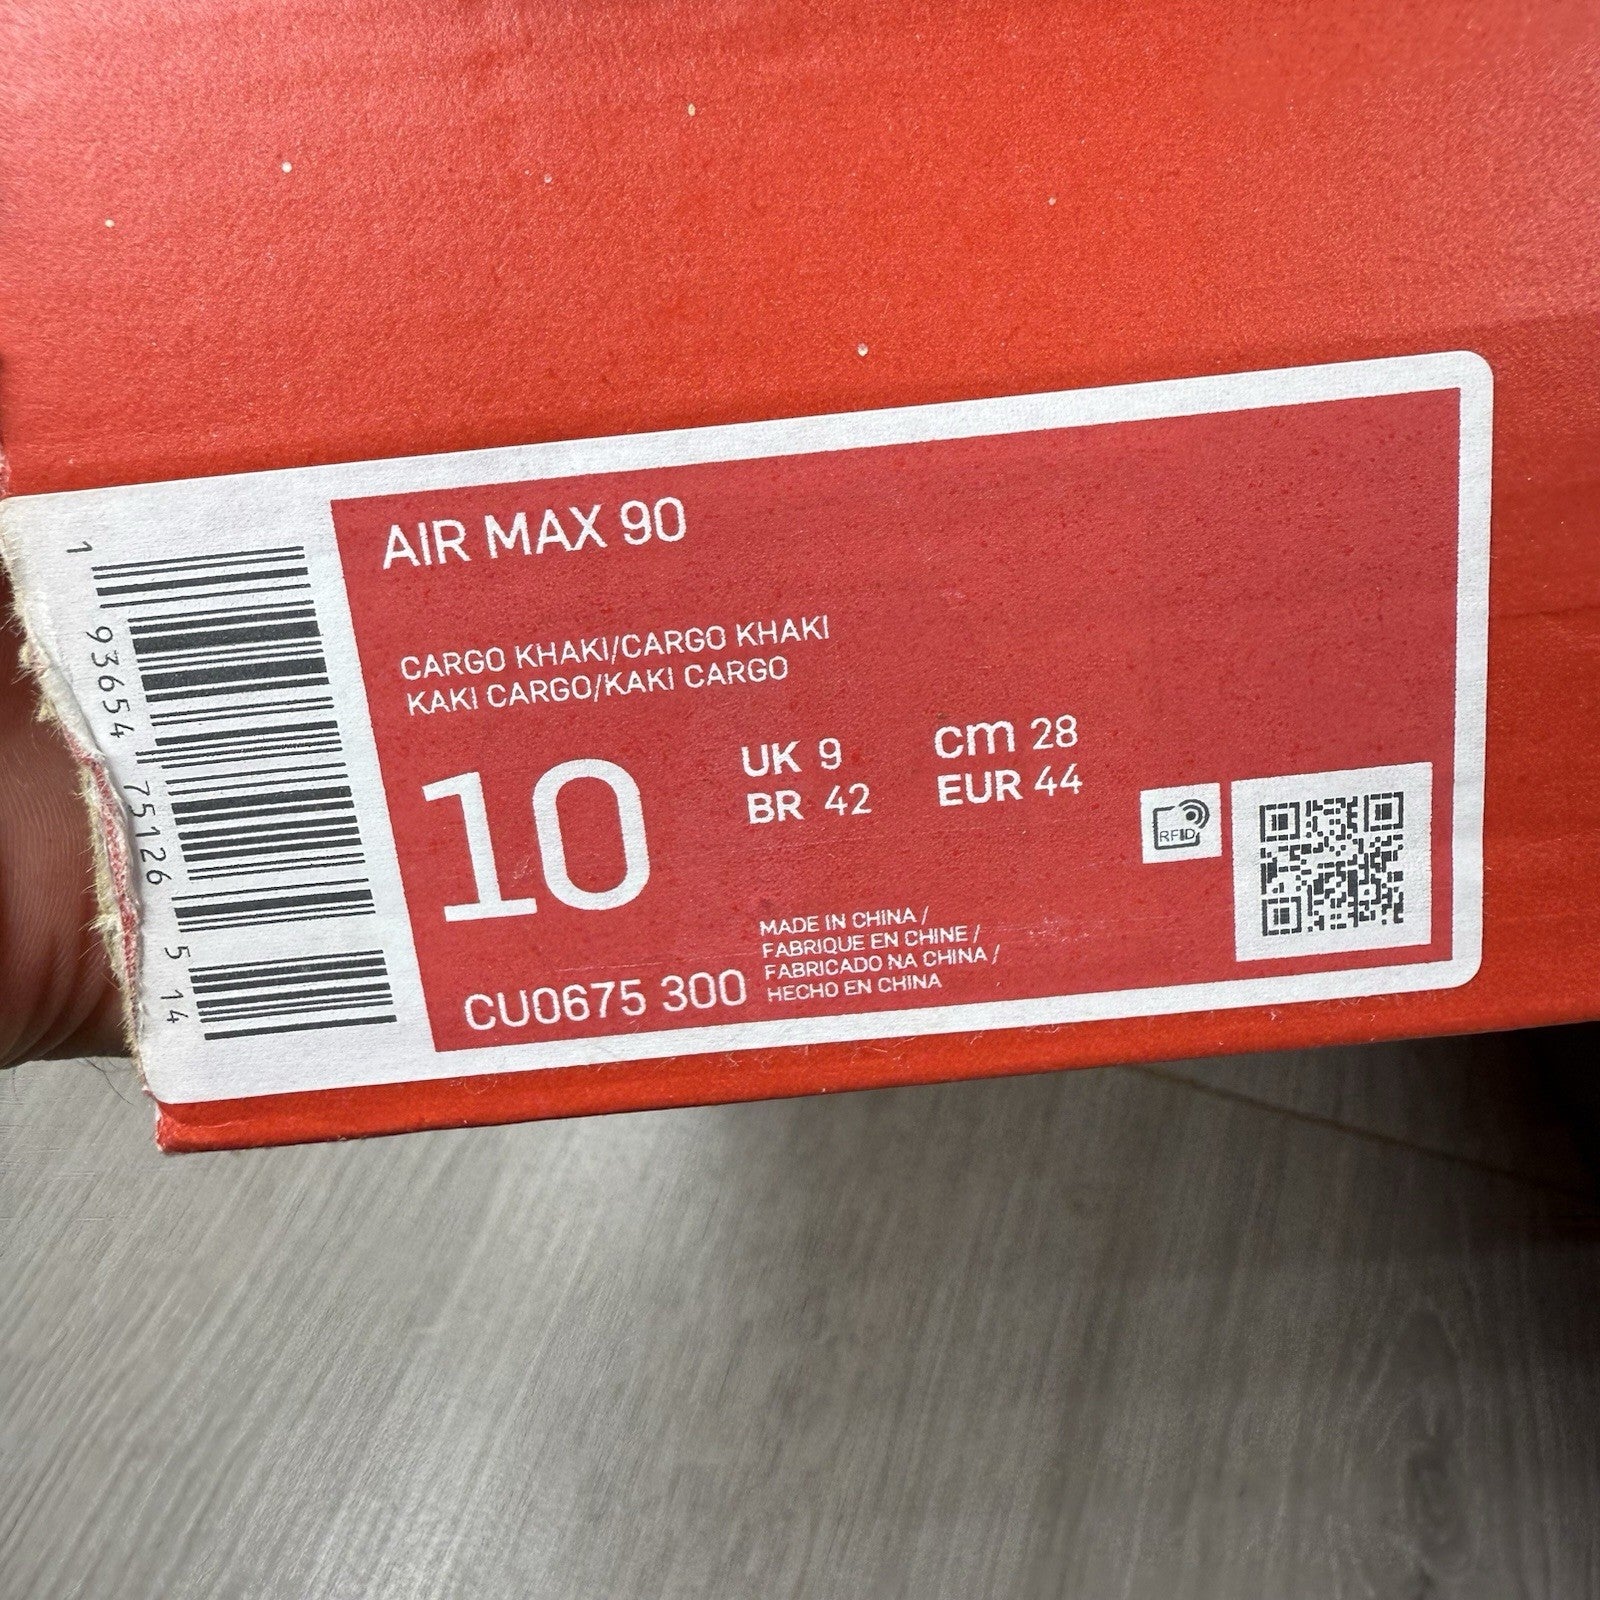 AIR MAX 90
CARGO KHAKI/CARGO KHAKI
KAKI CARGO/KAKI CARGO
10
UK 9
BR 42
cm 28
EUR 44
RFID
MADE IN CHINA /
FABRIQUE EN CHINE /
FABRICADO NA CHINA /
HECHO EN CHINA
CU0675 300
1 93654 75126 5 14